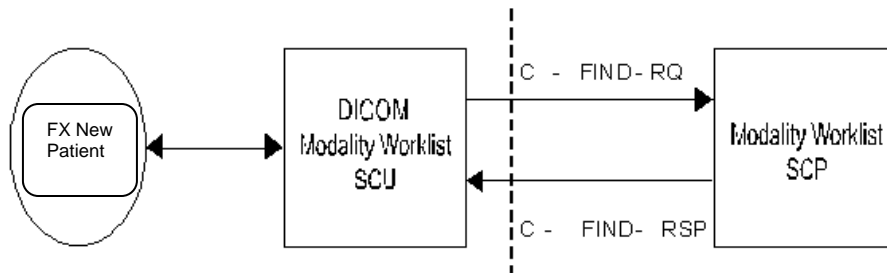 C - FIND-RQ
FX New
Patient
DICOM
Modality Worklist
SCU
Modality Worklist
SCP
C - FIND- RSP